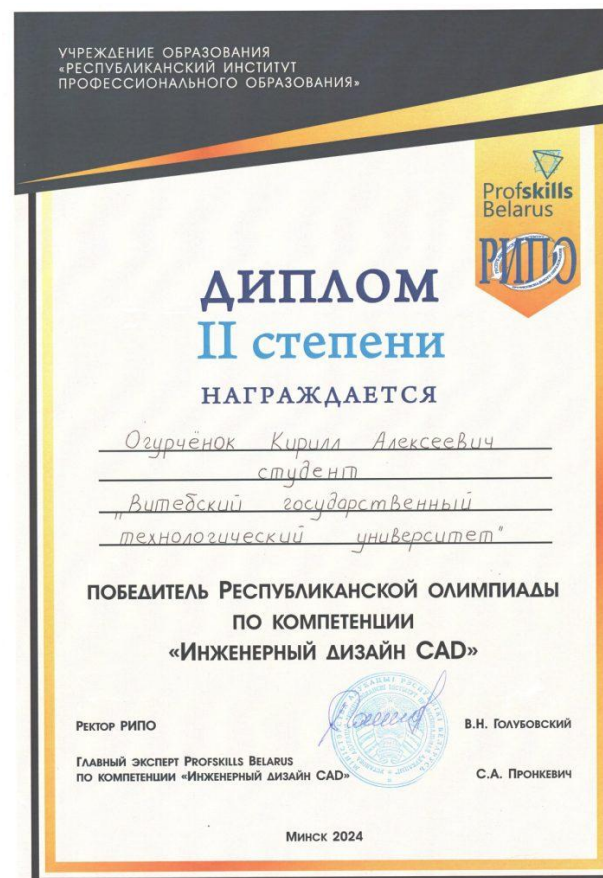 УЧРЕЖДЕНИЕ ОБРАЗОВАНИЯ
«РЕСПУБЛИКАНСКИЙ ИНСТИТУТ
ПРОФЕССИОНАЛЬНОГО ОБРАЗОВАНИЯ»
Profskills
Belarus
РИПО
ДИПЛОМ
II степени
НАГРАЖДАЕТСЯ
Огурчёнок Кирилл Алексеевич
студент
„Витебский государственный
технологический университет"
ПОБЕДИТЕЛЬ РЕСПУБЛИКАНСКОЙ ОЛИМПИАДЫ
ПО КОМПЕТЕНЦИИ
«ИНЖЕНЕРНЫЙ ДИЗАЙН CAD»
РЕКТОР РИПО
В.Н. ГОЛУБОВСКИЙ
ГЛАВНЫЙ ЭКСПЕРТ PROFSKILLS BELARUS
ПО КОМПЕТЕНЦИИ «ИНЖЕНЕРНЫЙ ДИЗАЙН CAD»
С.А. ПРОНКЕВИЧ
МИНСК 2024